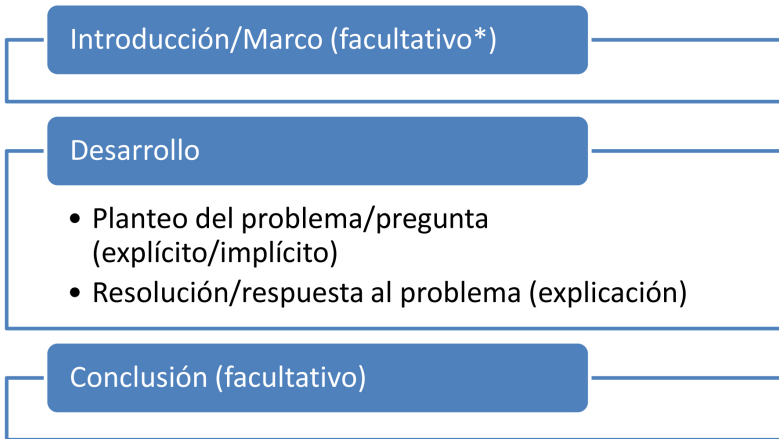 Introducción/Marco (facultativo*)
Desarrollo
• Planteo del problema/pregunta
(explícito/implícito)
• Resolución/respuesta al problema (explicación)
Conclusión (facultativo)